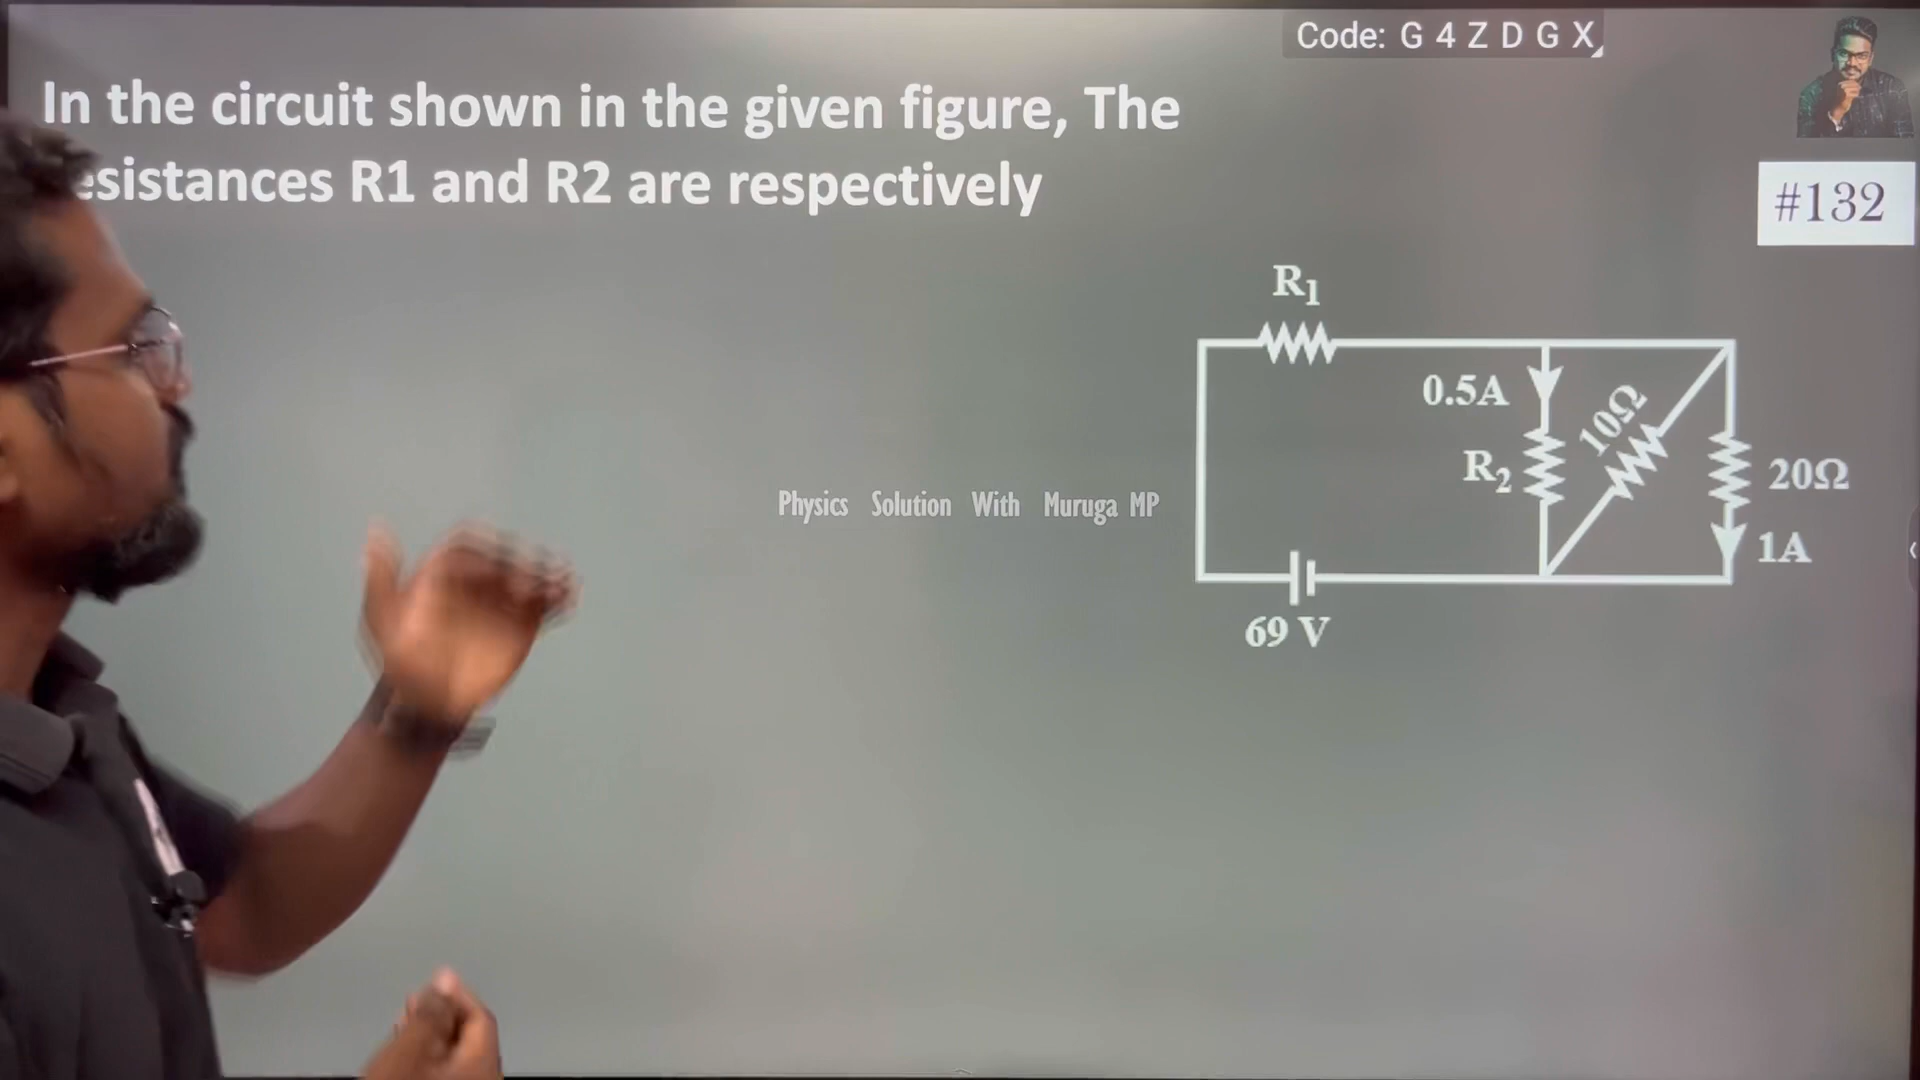 Code: G 4 Z D G X
In the circuit shown in the given figure, The
esistances R1 and R2 are respectively
#132
R₁
0.5A
10Ω
R₂
20Ω
Physics Solution With Muruga MP
1A
69 V